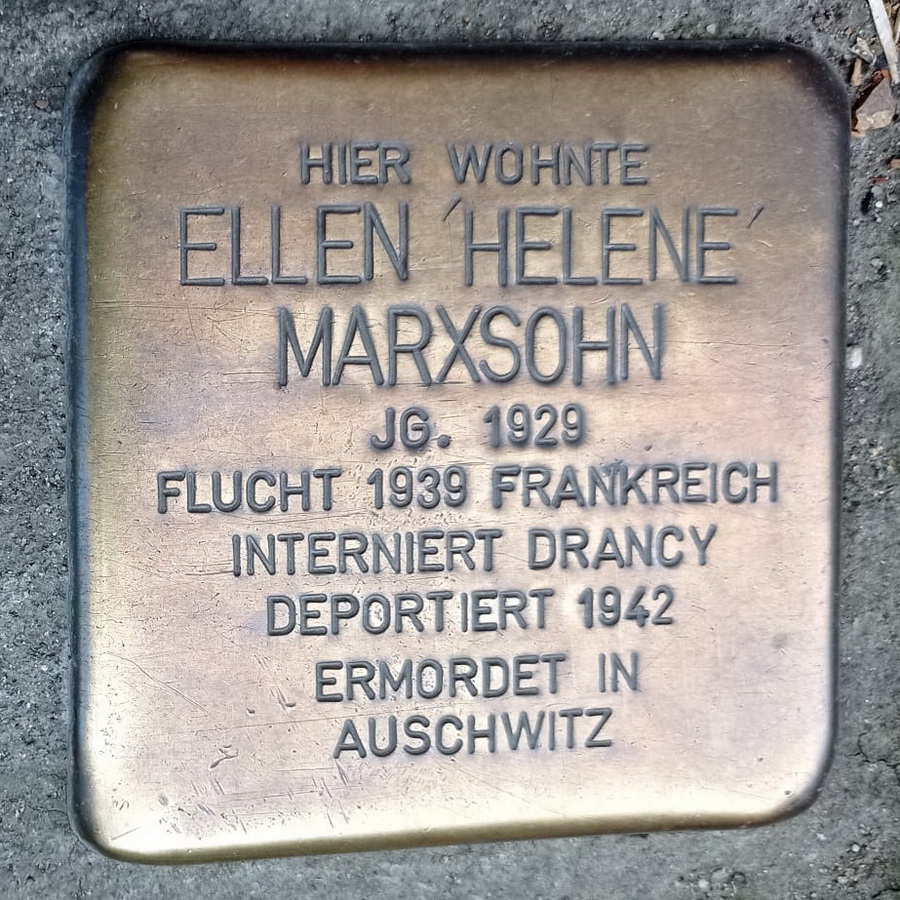 HIER WOHNTE
ELLEN ´HELENE´
MARXSOHN
JG. 1929
FLUCHT 1939 FRANKREICH
INTERNIERT DRANCY
DEPORTIERT 1942
ERMORDET IN
AUSCHWITZ